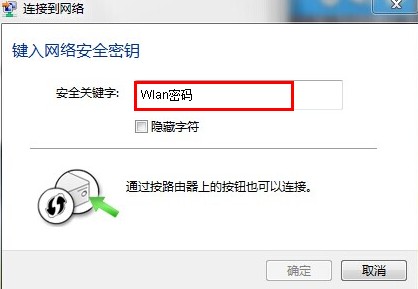 连接到网络
键入网络安全密钥
安全关键字:
Wlan密码
隐藏字符
通过按路由器上的按钮也可以连接。
确定
取消